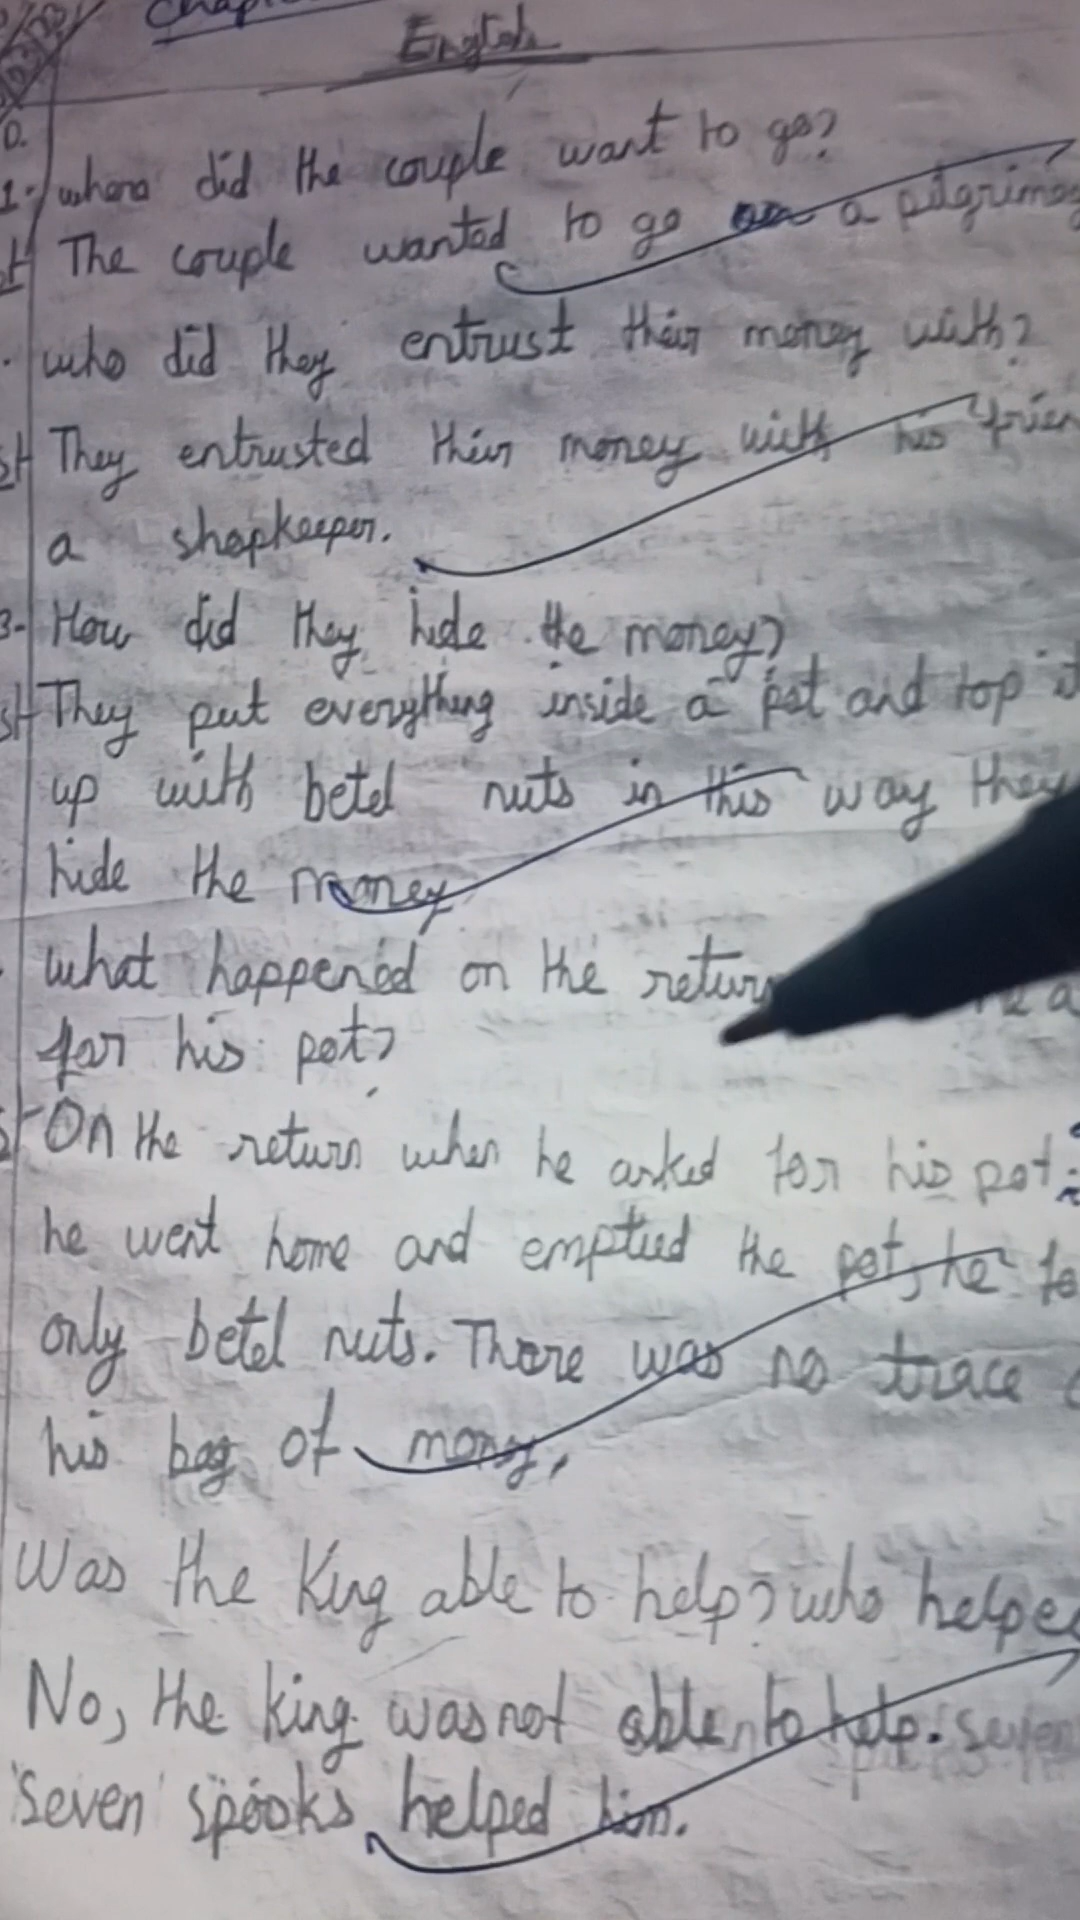 Chap
English
0.
1. where did the couple want to go?
The couple wanted to go a pilgrimag
who did they entrust their money with?
They entrusted their money with his frien
a shopkeeper.
3- How did they hide the money?
They put everything inside a pot and top it
up with betel nuts in this way they
hide the money
what happened on the return
for his pot?
On the return when he asked for his pot.
he went home and emptied the pot, he fo
only betel nuts. There was no trace
his bag of money.
Was the King able to help? who helped
No, the king was not able to help. Seven
'Seven' spooks helped him.